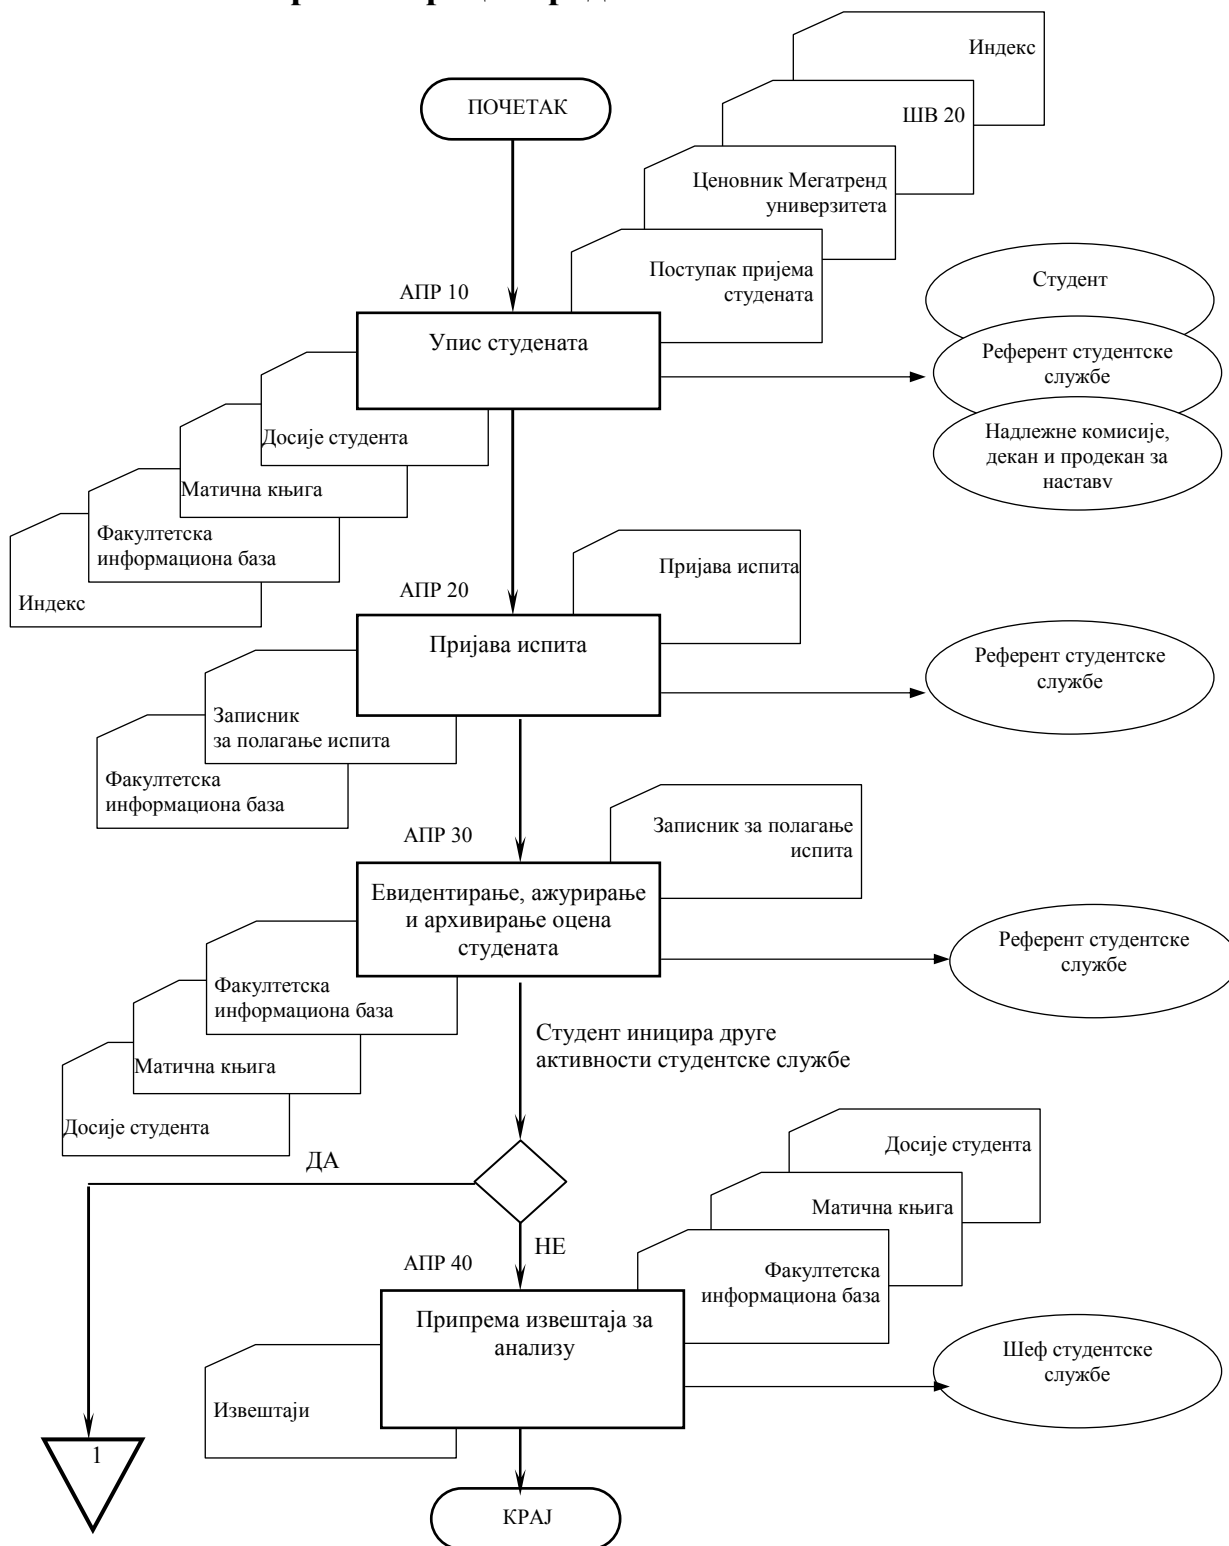 ПОЧЕТАК
Индекс
ШВ 20
Ценовник Мегатренд
универзитета
Поступак пријема
студената
АПР 10
Упис студената
Студент
Референт студентске
службе
Надлежне комисије,
декан и продекан за
наставу
Досије студента
Матична књига
Факултетска
информациона база
Индекс
АПР 20
Пријава испита
Пријава испита
Референт студентске
службе
Записник
за полагање испита
Факултетска
информациона база
АПР 30
Записник за полагање
испита
Евидентирање, ажурирање
и архивирање оцена
студената
Референт студентске
службе
Факултетска
информациона база
Матична књига
Досије студента
Студент иницира друге
активности студентске службе
ДА
НЕ
Досије студента
Матична књига
Факултетска
информациона база
АПР 40
Припрема извештаја за
анализу
Шеф студентске
службе
Извештаји
1
КРАЈ